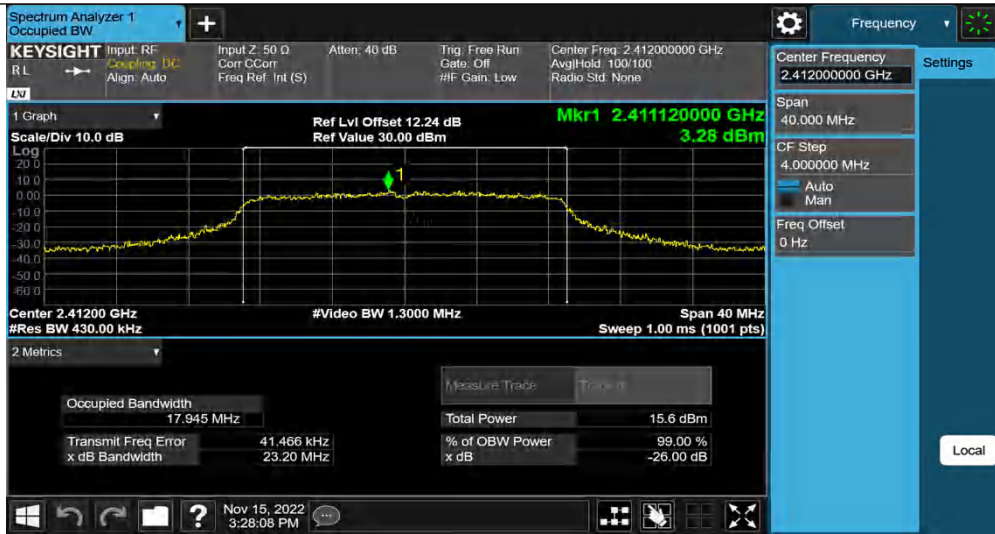 Spectrum Analyzer 1
Occupied BW
Frequency
KEYSIGHT
RL
LXI
Input: RF
Coupling: DC
Align: Auto
Input Z: 50 Ω
Corr CCorr
Freq Ref: Int (S)
Atten: 40 dB
Trig: Free Run
Gate: Off
#IF Gain: Low
Center Freq: 2.412000000 GHz
Avg|Hold: 100/100
Radio Std: None
Center Frequency
2.412000000 GHz
Settings
Span
40.000 MHz
CF Step
4.000000 MHz
Auto
Man
Freq Offset
0 Hz
1 Graph
Scale/Div 10.0 dB
Ref Lvl Offset 12.24 dB
Ref Value 30.00 dBm
Mkr1 2.411120000 GHz
3.28 dBm
Log
20.0
10.0
0.00
-10.0
-20.0
-30.0
-40.0
-50.0
-60.0
1
Center 2.41200 GHz
#Video BW 1.3000 MHz
Span 40 MHz
#Res BW 430.00 kHz
Sweep 1.00 ms (1001 pts)
2 Metrics
Measure Trace
Occupied Bandwidth
17.945 MHz
Total Power 15.6 dBm
Transmit Freq Error 41.466 kHz
% of OBW Power 99.00 %
x dB Bandwidth 23.20 MHz
x dB -26.00 dB
Local
?
Nov 15, 2022
3:28:08 PM